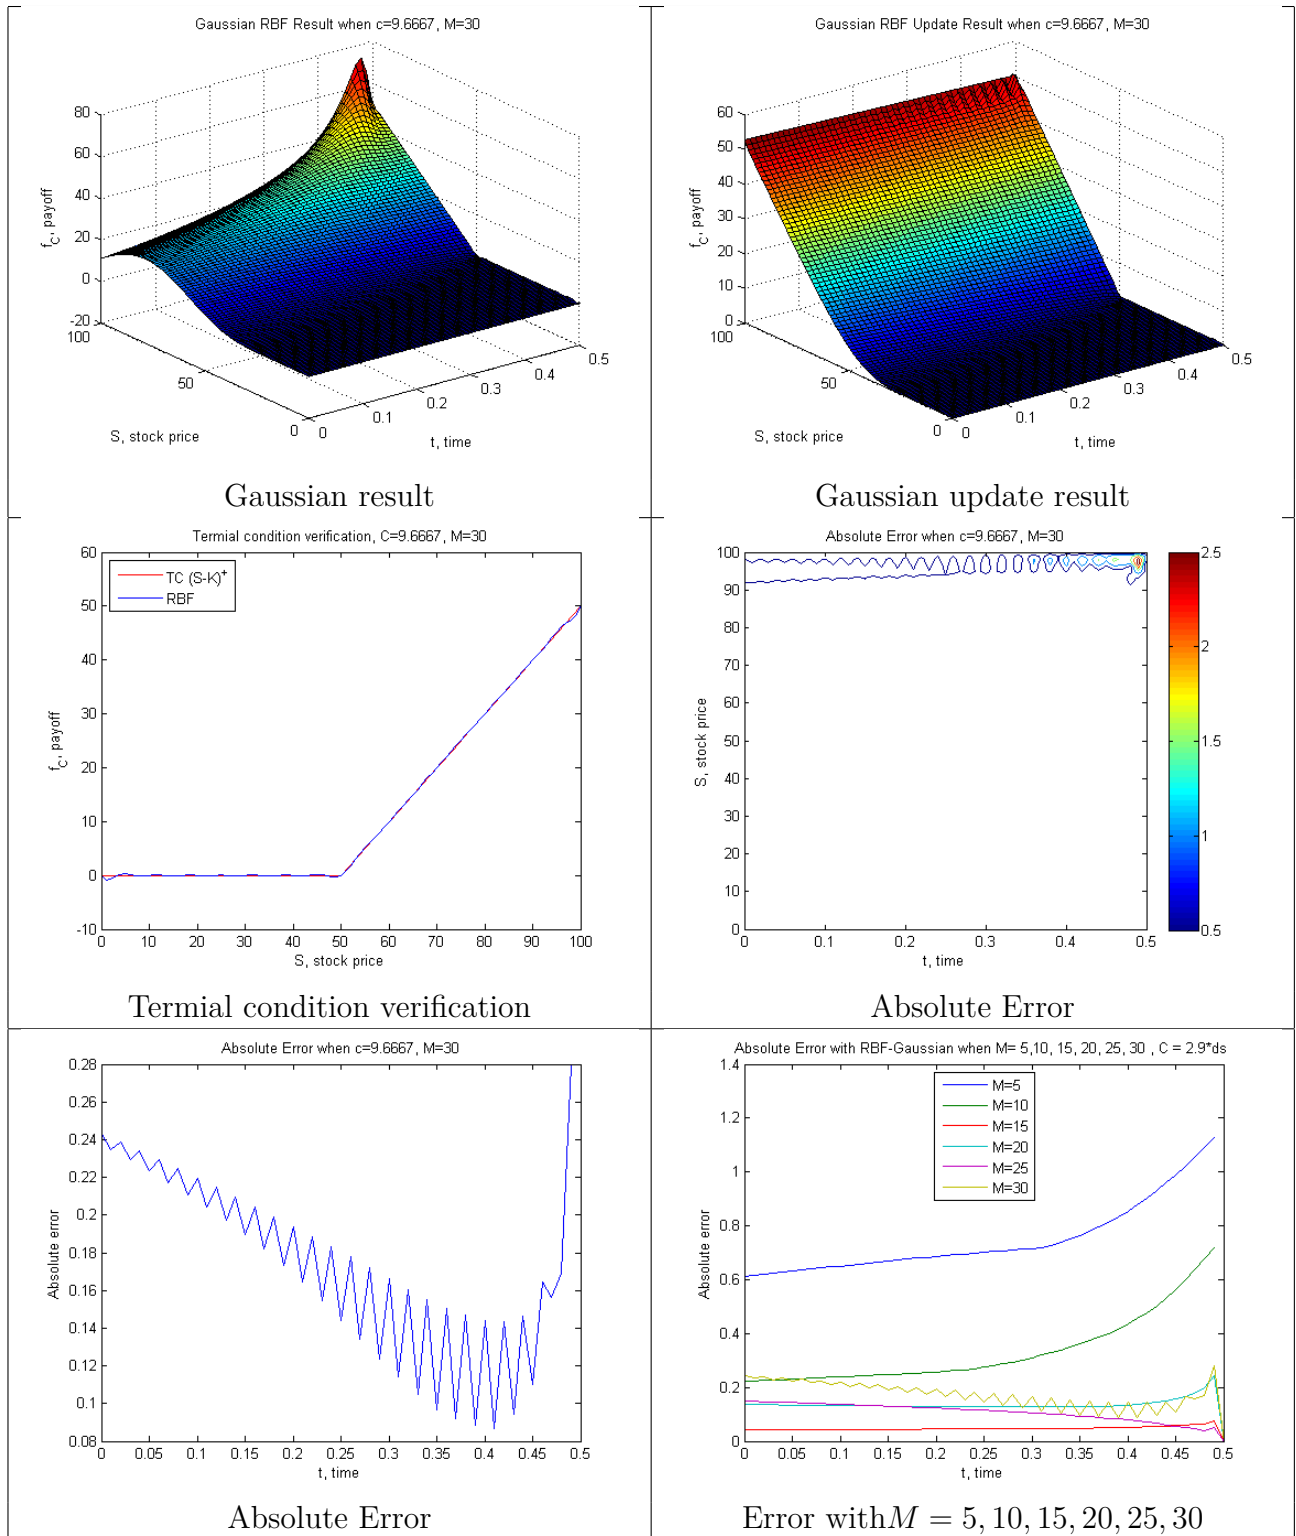 Gaussian RBF Result when c=9.6667, M=30
80
60
40
20
0
-20
f_C, payoff
100
50
0
S, stock price
0
0.1
0.2
0.3
0.4
0.5
t, time
Gaussian result
Gaussian RBF Update Result when c=9.6667, M=30
60
50
40
30
20
10
0
f_C, payoff
100
50
0
S, stock price
0
0.1
0.2
0.3
0.4
0.5
t, time
Gaussian update result
Termial condition verification, C=9.6667, M=30
TC (S-K)⁺
RBF
60
50
40
30
20
10
0
-10
f_C, payoff
0 10 20 30 40 50 60 70 80 90 100
S, stock price
Termial condition verification
Absolute Error when c=9.6667, M=30
100
90
80
70
60
50
40
30
20
10
0
S, stock price
0 0.1 0.2 0.3 0.4 0.5
t, time
2.5
2
1.5
1
0.5
Absolute Error
Absolute Error when c=9.6667, M=30
0.28
0.26
0.24
0.22
0.2
0.18
0.16
0.14
0.12
0.1
0.08
Absolute error
0 0.05 0.1 0.15 0.2 0.25 0.3 0.35 0.4 0.45 0.5
t, time
Absolute Error
Absolute Error with RBF-Gaussian when M= 5,10, 15, 20, 25, 30 , C = 2.9*ds
M=5
M=10
M=15
M=20
M=25
M=30
1.4
1.2
1
0.8
0.6
0.4
0.2
0
Absolute error
0 0.05 0.1 0.15 0.2 0.25 0.3 0.35 0.4 0.45 0.5
t, time
Error withM = 5, 10, 15, 20, 25, 30